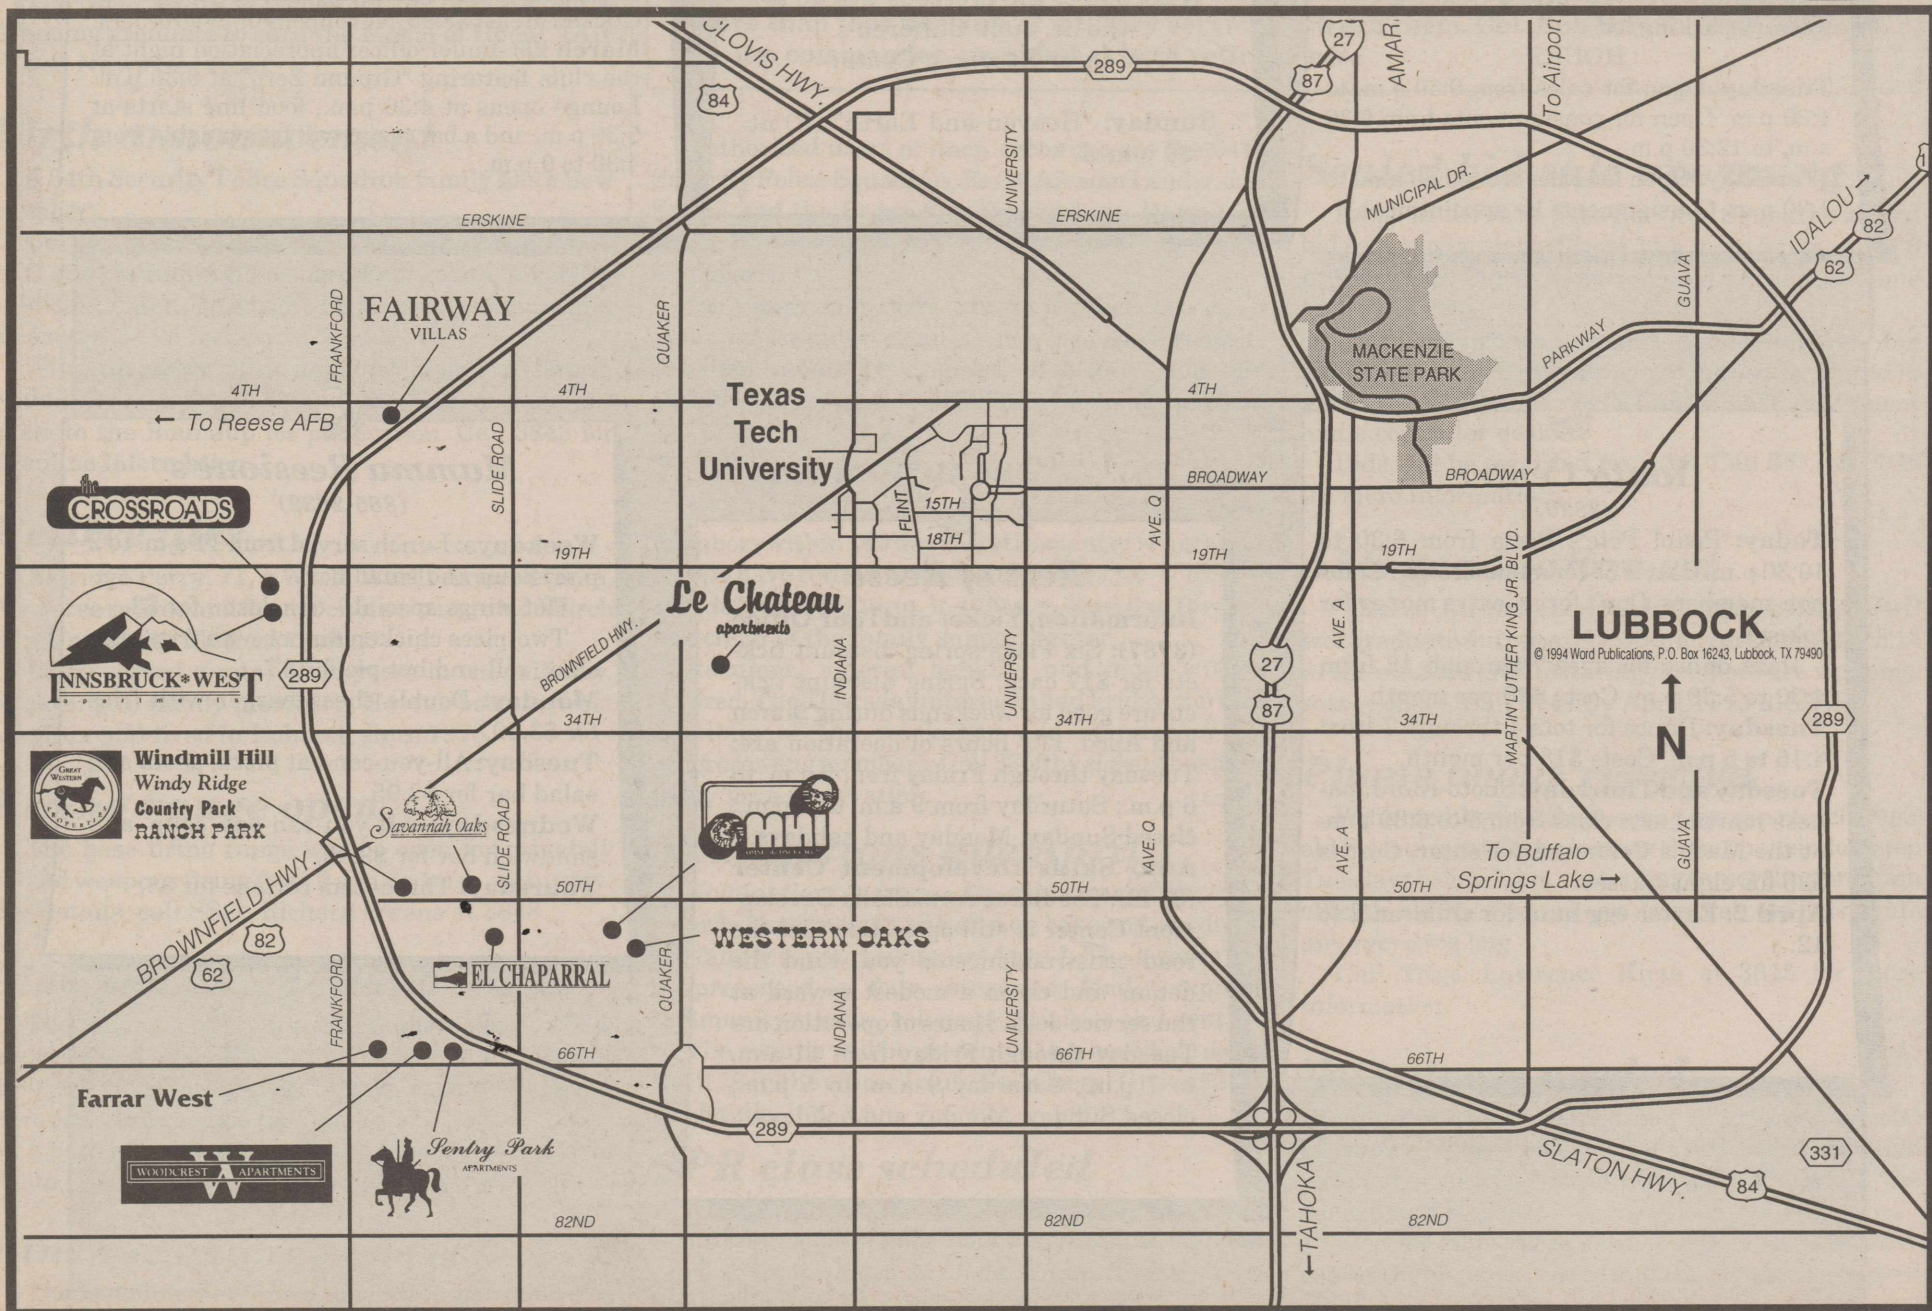 CLOVIS HWY.
84
289
27
87
AMAR
To Airport
UNIVERSITY
ERSKINE
ERSKINE
MUNICIPAL DR.
IDALOU →
82
62
FRANKFORD
FAIRWAY
VILLAS
QUAKER
GUAVA
MACKENZIE
STATE PARK
PARKWAY
4TH
4TH
4TH
← To Reese AFB
Texas
Tech
University
SLIDE ROAD
BROADWAY
BROADWAY
the
CROSSROADS
FLINT
15TH
18TH
AVE. Q
19TH
19TH
19TH
MARTIN LUTHER KING JR. BLVD.
Le Chateau
apartments
BROWNFIELD HWY.
INDIANA
UNIVERSITY
AVE. A
LUBBOCK
© 1994 Word Publications, P.O. Box 16243, Lubbock, TX 79490
↑
N
INNSBRUCK*WEST
289
27
87
289
34TH
34TH
34TH
GREAT
WESTERN
PROPERTIES
Windmill Hill
Windy Ridge
Country Park
RANCH PARK
Savannah Oaks
SLIDE ROAD
mini
AVE. Q
AVE. A
GUAVA
To Buffalo
Springs Lake →
50TH
50TH
50TH
BROWNFIELD HWY.
82
62
WESTERN OAKS
EL CHAPARRAL
FRANKFORD
QUAKER
INDIANA
UNIVERSITY
66TH
66TH
66TH
Farrar West
289
WOODCREST W APARTMENTS
Sentry Park
APARTMENTS
SLATON HWY.
84
331
←TAHOKA
82ND
82ND
82ND